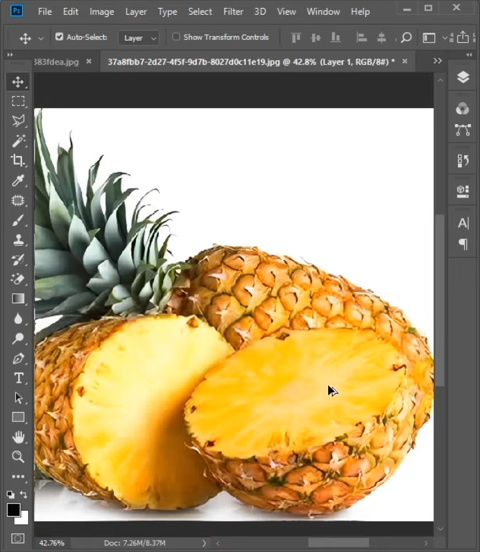 Ps File Edit Image Layer Type Select Filter 3D View Window Help
Auto-Select: Layer Show Transform Controls
383fdea.jpg × 37a8fbb7-2d27-4f5f-9d7b-8027d0c11e19.jpg @ 42.8% (Layer 1, RGB/8#) * ×
42.76% Doc: 7.26M/8.37M